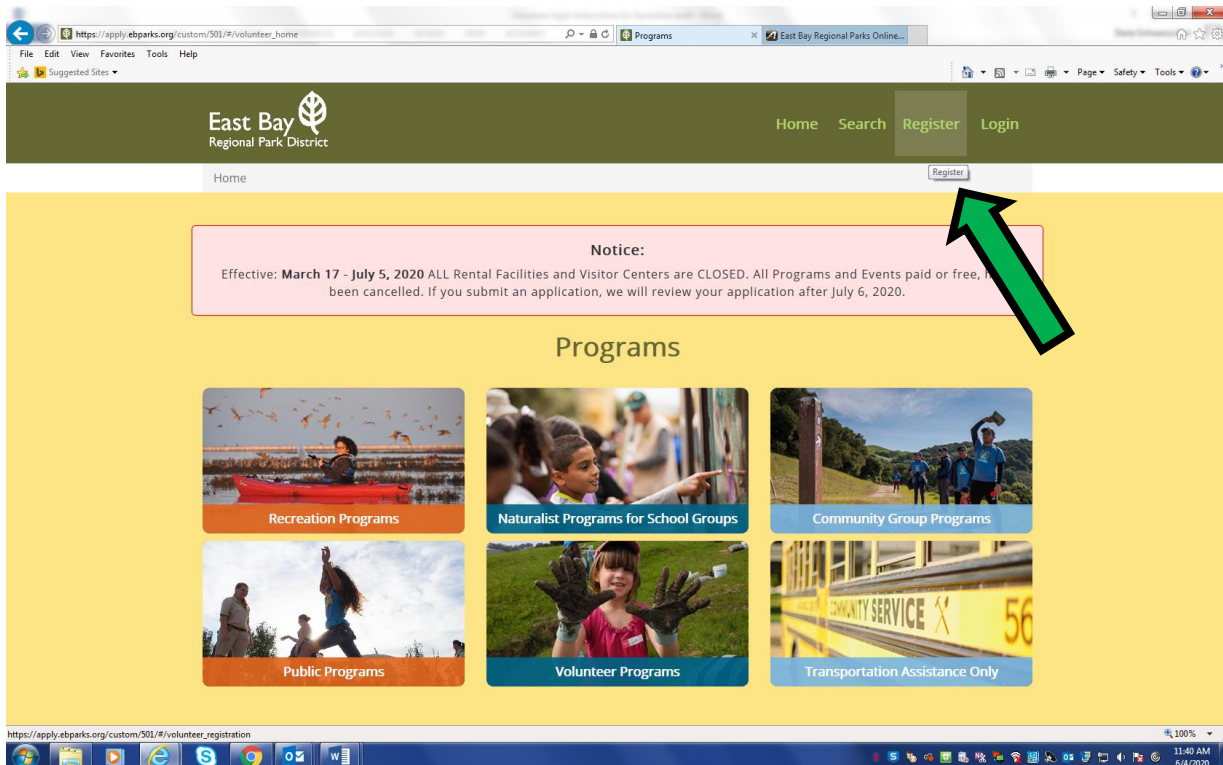 https://apply.ebparks.org/custom/501/#/volunteer_home
Programs
East Bay Regional Parks Online...
File Edit View Favorites Tools Help
Suggested Sites
Page Safety Tools
East Bay
Regional Park District
Home Search Register Login
Home
Register
Notice:
Effective: March 17 - July 5, 2020 ALL Rental Facilities and Visitor Centers are CLOSED. All Programs and Events paid or free,
been cancelled. If you submit an application, we will review your application after July 6, 2020.
Programs
Recreation Programs
Naturalist Programs for School Groups
Community Group Programs
COMMUNITY SERVICE
56
Public Programs
Volunteer Programs
Transportation Assistance Only
https://apply.ebparks.org/custom/501/#/volunteer_registration
100%
11:40 AM
6/4/2020